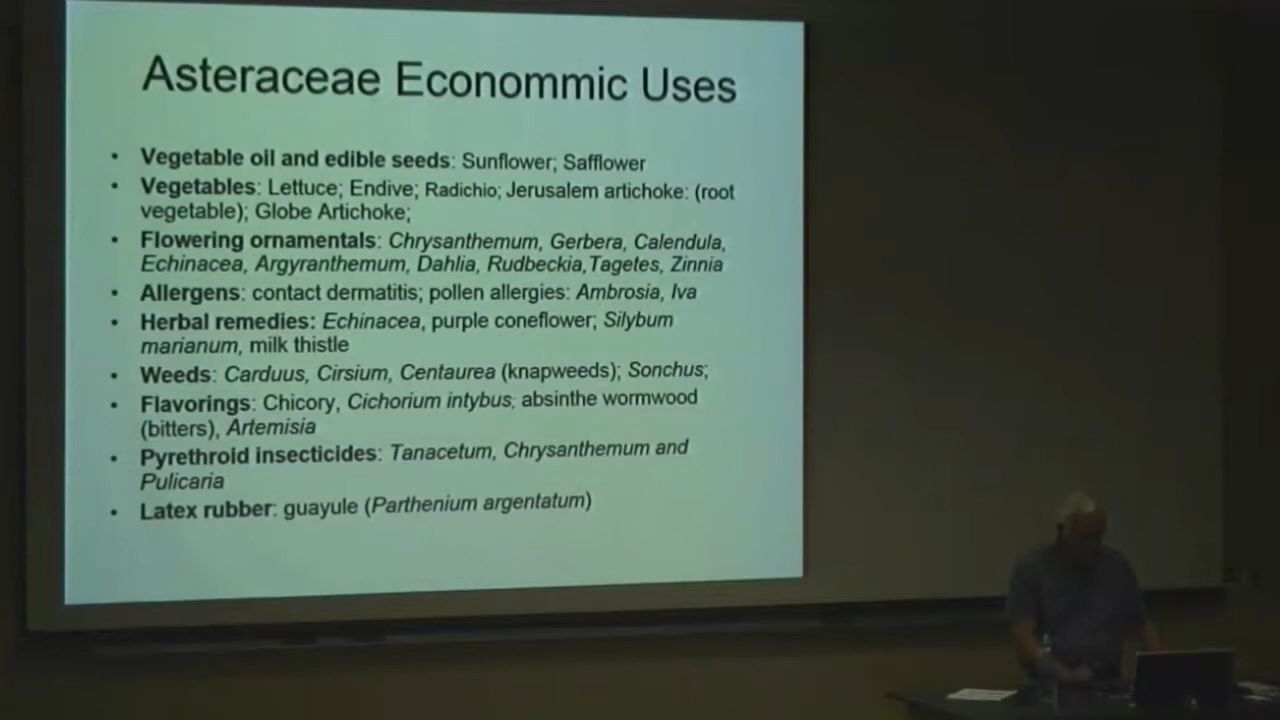 Asteraceae Econommic Uses
• Vegetable oil and edible seeds: Sunflower; Safflower
• Vegetables: Lettuce; Endive; Radichio; Jerusalem artichoke: (root
vegetable); Globe Artichoke;
• Flowering ornamentals: Chrysanthemum, Gerbera, Calendula,
Echinacea, Argyranthemum, Dahlia, Rudbeckia, Tagetes, Zinnia
• Allergens: contact dermatitis; pollen allergies: Ambrosia, Iva
• Herbal remedies: Echinacea, purple coneflower; Silybum
marianum, milk thistle
• Weeds: Carduus, Cirsium, Centaurea (knapweeds); Sonchus;
• Flavorings: Chicory, Cichorium intybus; absinthe wormwood
(bitters), Artemisia
• Pyrethroid insecticides: Tanacetum, Chrysanthemum and
Pulicaria
• Latex rubber: guayule (Parthenium argentatum)